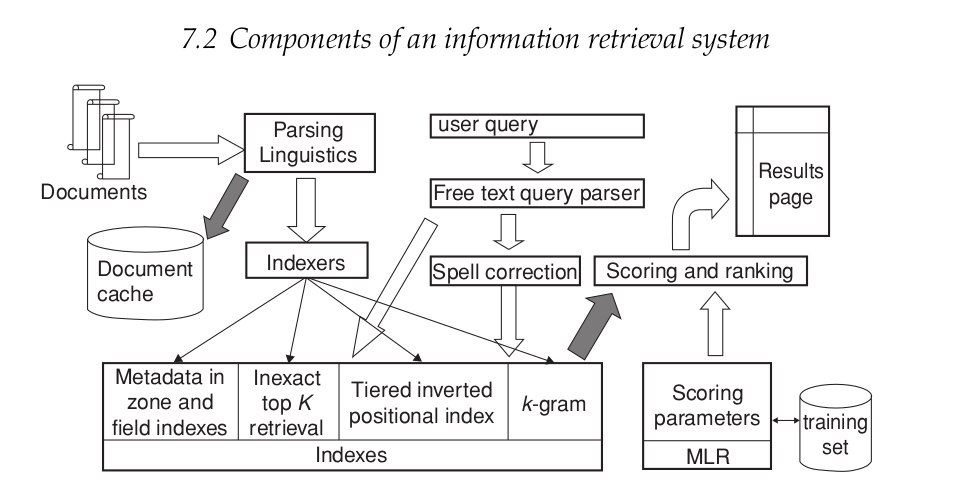 7.2 Components of an information retrieval system
Documents
Parsing
Linguistics
user query
Free text query parser
Results
page
Document
cache
Indexers
Spell correction
Scoring and ranking
Metadata in
zone and
field indexes
Inexact
top K
retrieval
Tiered inverted
positional index
k-gram
Indexes
Scoring
parameters
MLR
training
set